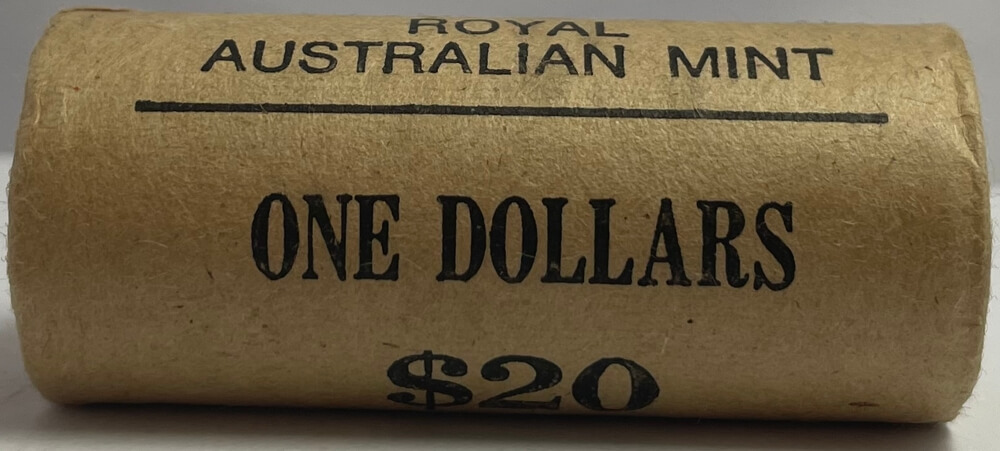 ROYAL
AUSTRALIAN MINT
ONE DOLLARS
$20